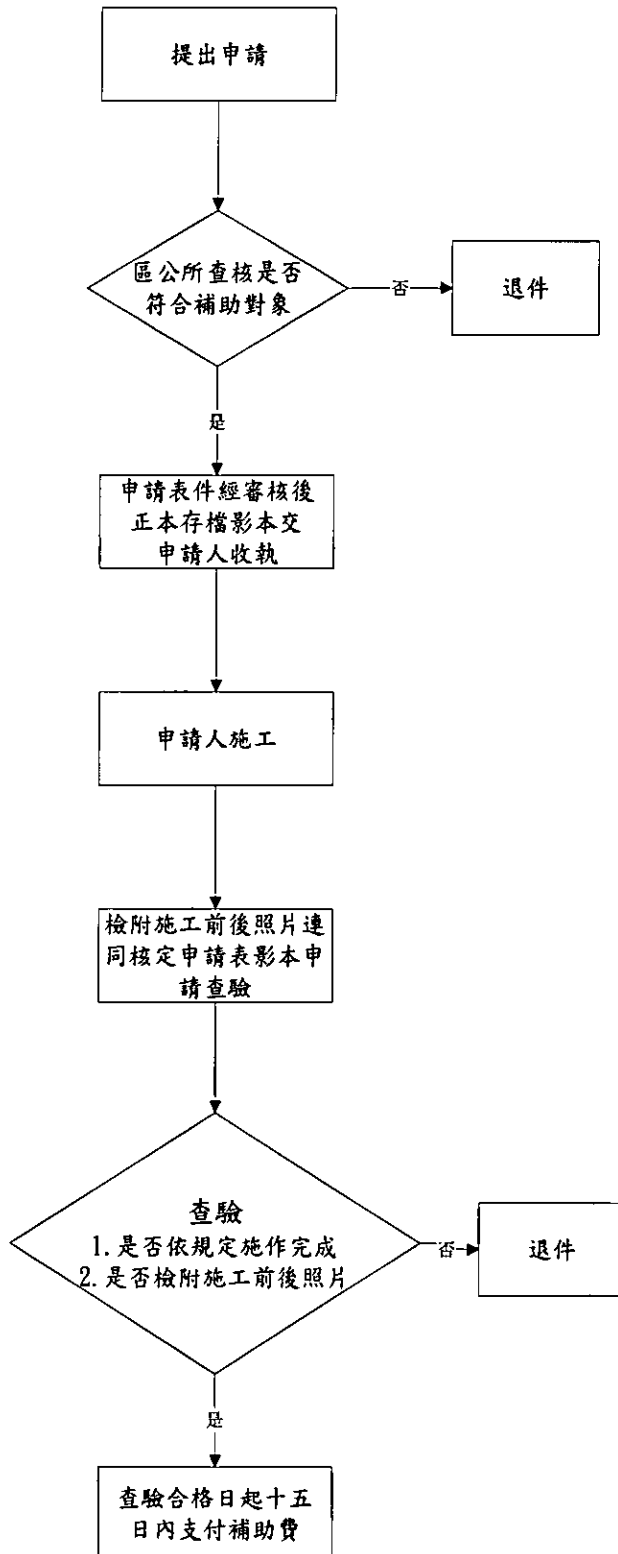 提出申請
區公所查核是否
符合補助對象
否
退件
是
申請表件經審核後
正本存檔影本交
申請人收執
申請人施工
檢附施工前後照片連
同核定申請表影本申
請查驗
查驗
1.是否依規定施作完成
2.是否檢附施工前後照片
否
退件
是
查驗合格日起十五
日內支付補助費